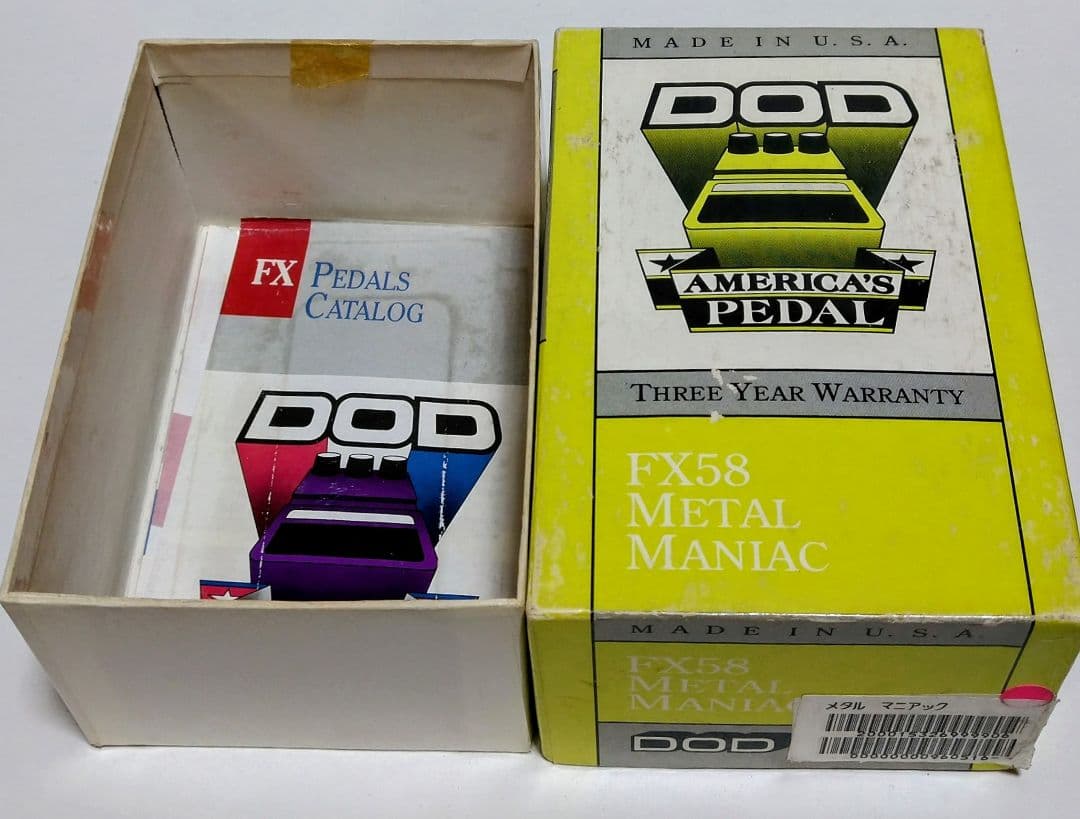 FX PEDALS
CATALOG
DOD
MADE IN U.S.A.
DOD
AMERICA'S
PEDAL
THREE YEAR WARRANTY
FX58
METAL
MANIAC
MADE IN U.S.A.
FX58
METAL
MANIAC
DOD
メタル マニアック